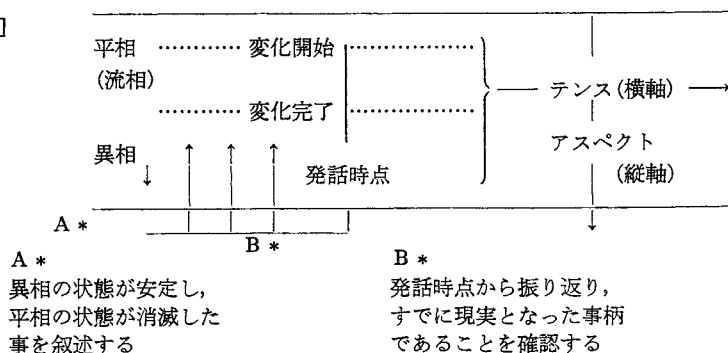 ]
平相 ………… 変化開始 …………………
(流相)
テンス(横軸)
………… 変化完了 …………………
アスペクト
(縦軸)
異相
発話時点
A *
B *
A *
異相の状態が安定し,
平相の状態が消滅した
事を叙述する
B *
発話時点から振り返り,
すでに現実となった事柄
であることを確認する